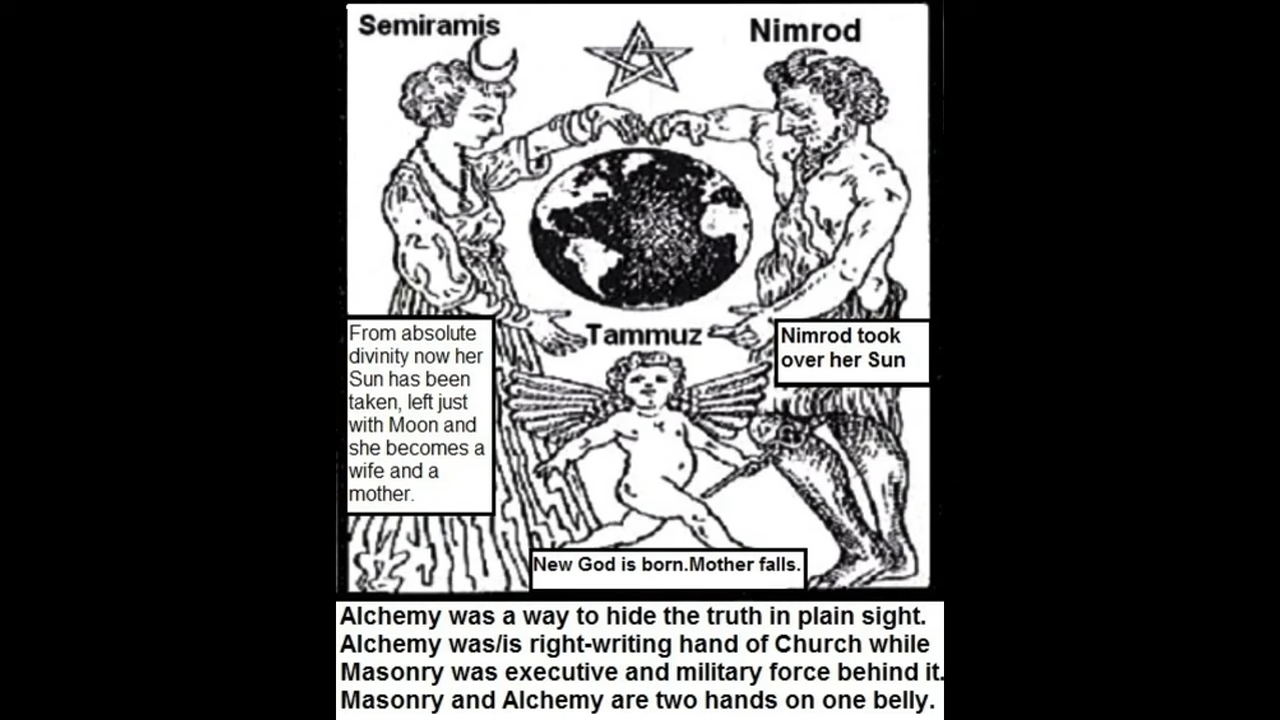 Semiramis
Nimrod
Tammuz
From absolute
divinity now her
Sun has been
taken, left just
with Moon and
she becomes a
wife and a
mother.
Nimrod took
over her Sun
New God is born.Mother falls.
Alchemy was a way to hide the truth in plain sight.
Alchemy was/is right-writing hand of Church while
Masonry was executive and military force behind it.
Masonry and Alchemy are two hands on one belly.